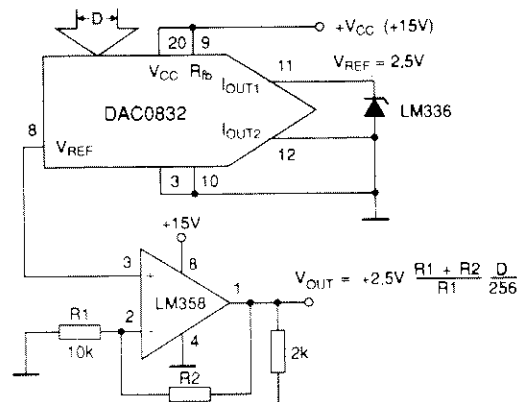 D
+VCC (+15V)
20 9
VCC Rfb
11
VREF = 2,5V
IOUT1
DAC0832
LM336
8
VREF
IOUT2
12
3 10
+15V
3
+
8
1
VOUT = +2,5V R1 + R2 / R1 D / 256
LM358
R1
2
-
4
10k
2k
R2